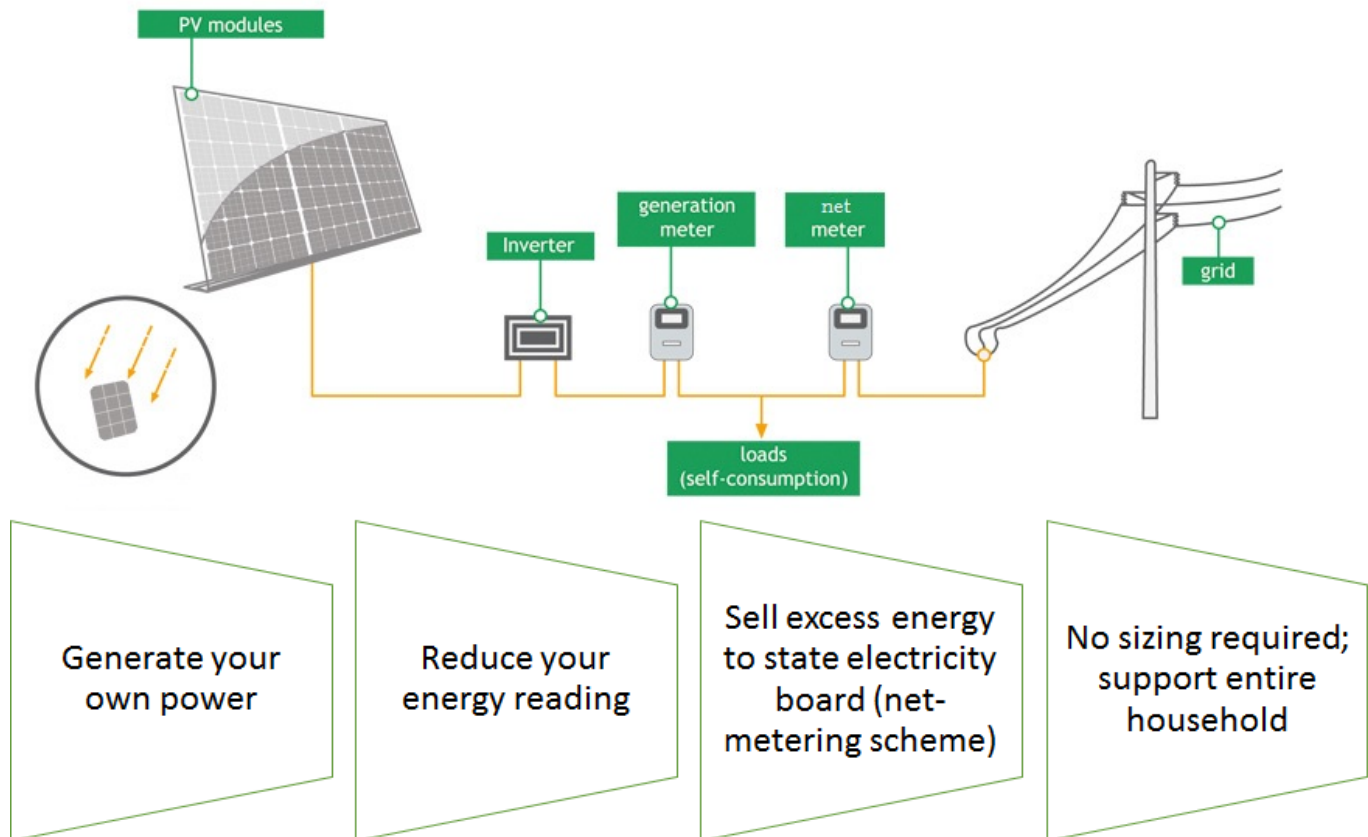 PV modules
generation
meter
net
meter
Inverter
grid
loads
(self-consumption)
Generate your
own power
Reduce your
energy reading
Sell excess energy
to state electricity
board (net-
metering scheme)
No sizing required;
support entire
household